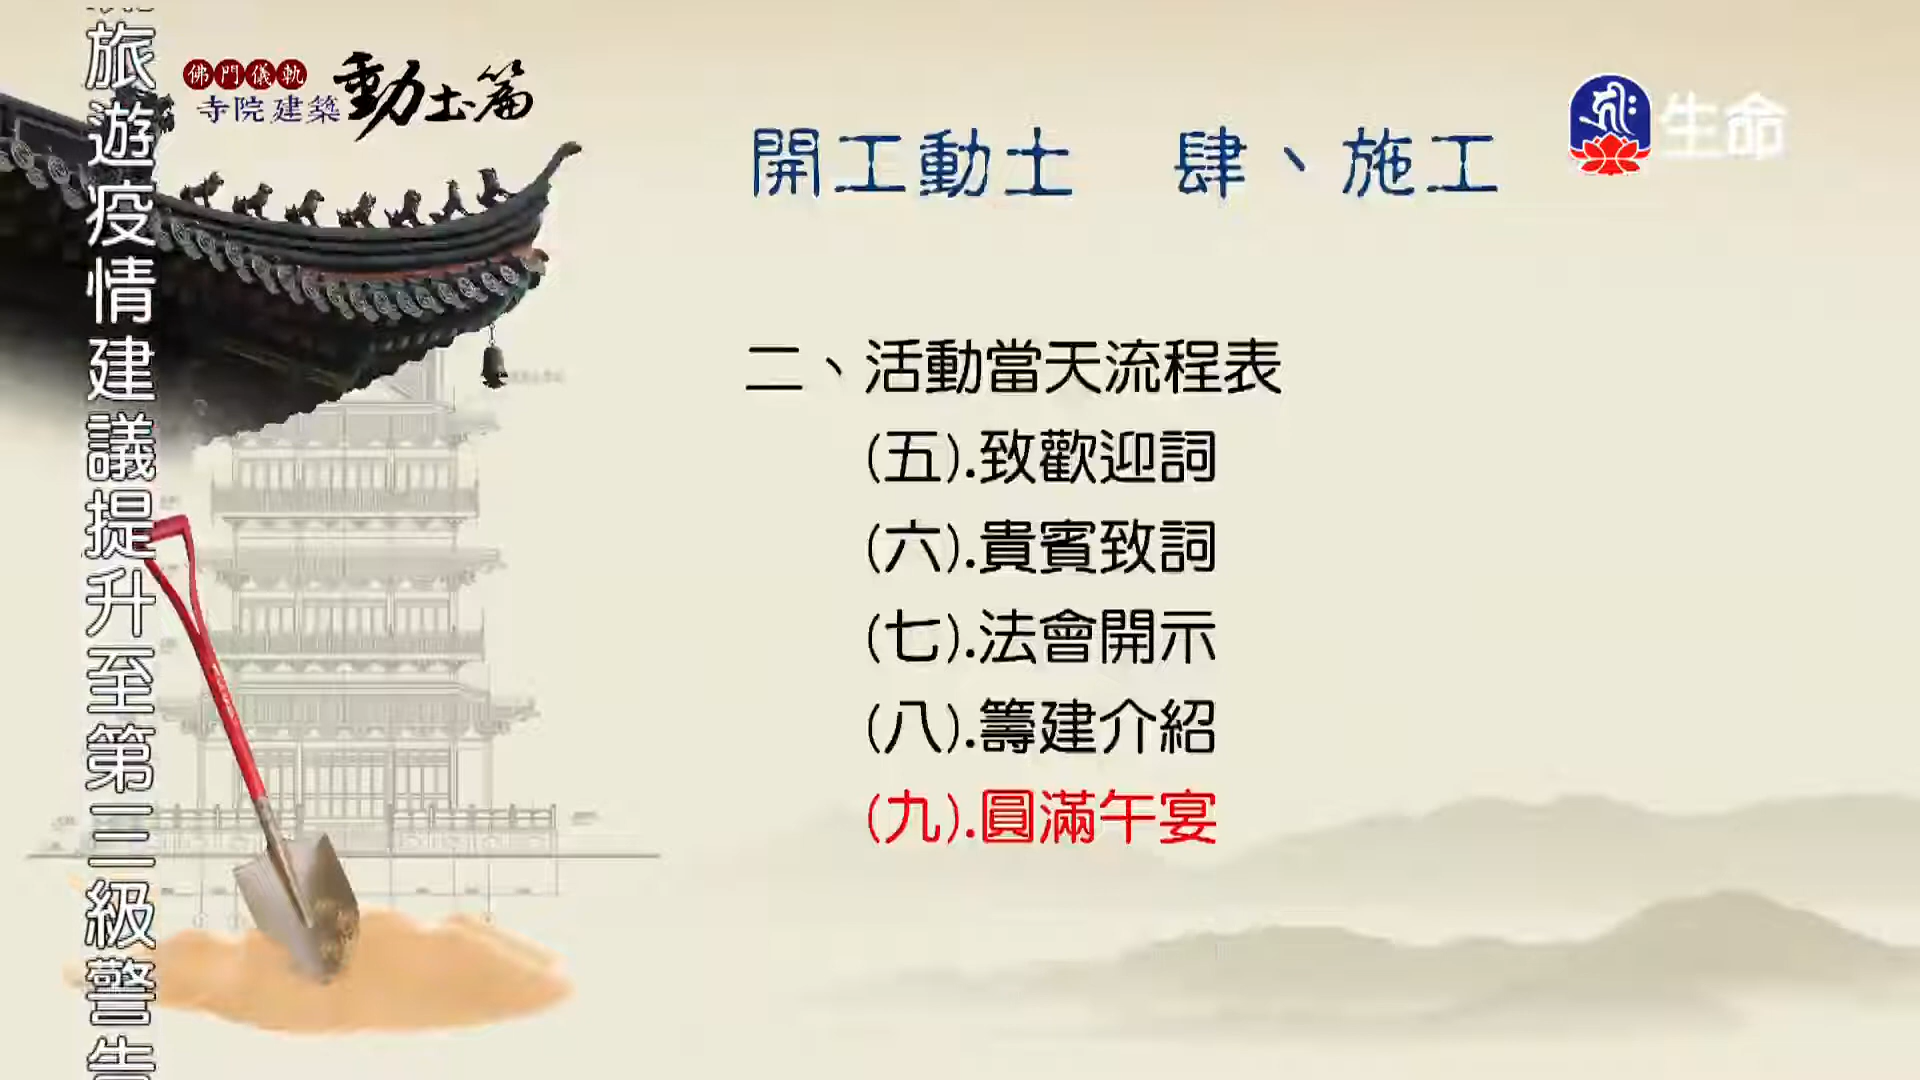 旅遊疫情建議提升至第三級警告
佛門儀軌
寺院建築動土篇
開工動土 肆、施工
生命
二、活動當天流程表
(五).致歡迎詞
(六).貴賓致詞
(七).法會開示
(八).籌建介紹
(九).圓滿午宴